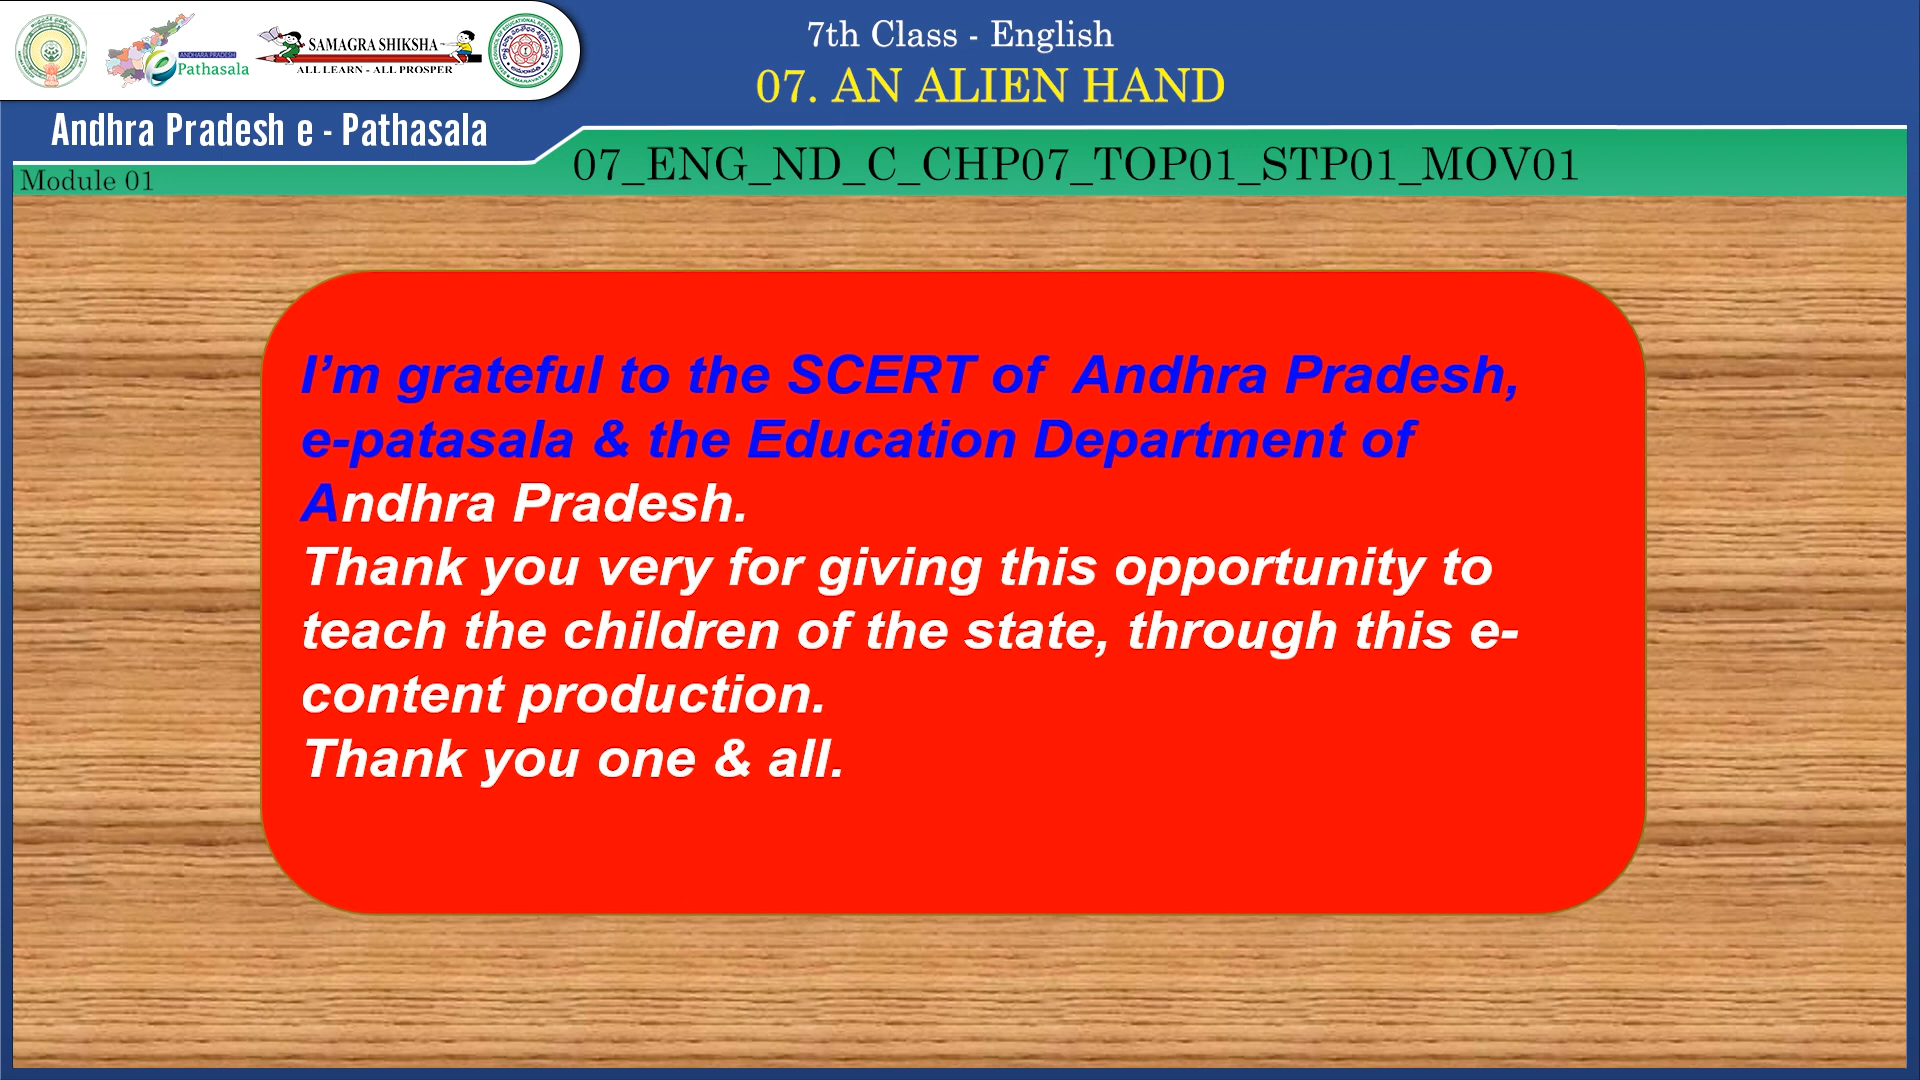 ANDHARA PRADESH
Pathasala
SAMAGRA SHIKSHA
ALL LEARN - ALL PROSPER
7th Class - English
07. AN ALIEN HAND
Andhra Pradesh e - Pathasala
07_ENG_ND_C_CHP07_TOP01_STP01_MOV01
Module 01
I’m grateful to the SCERT of Andhra Pradesh,
e-patasala & the Education Department of
Andhra Pradesh.
Thank you very for giving this opportunity to
teach the children of the state, through this e-
content production.
Thank you one & all.